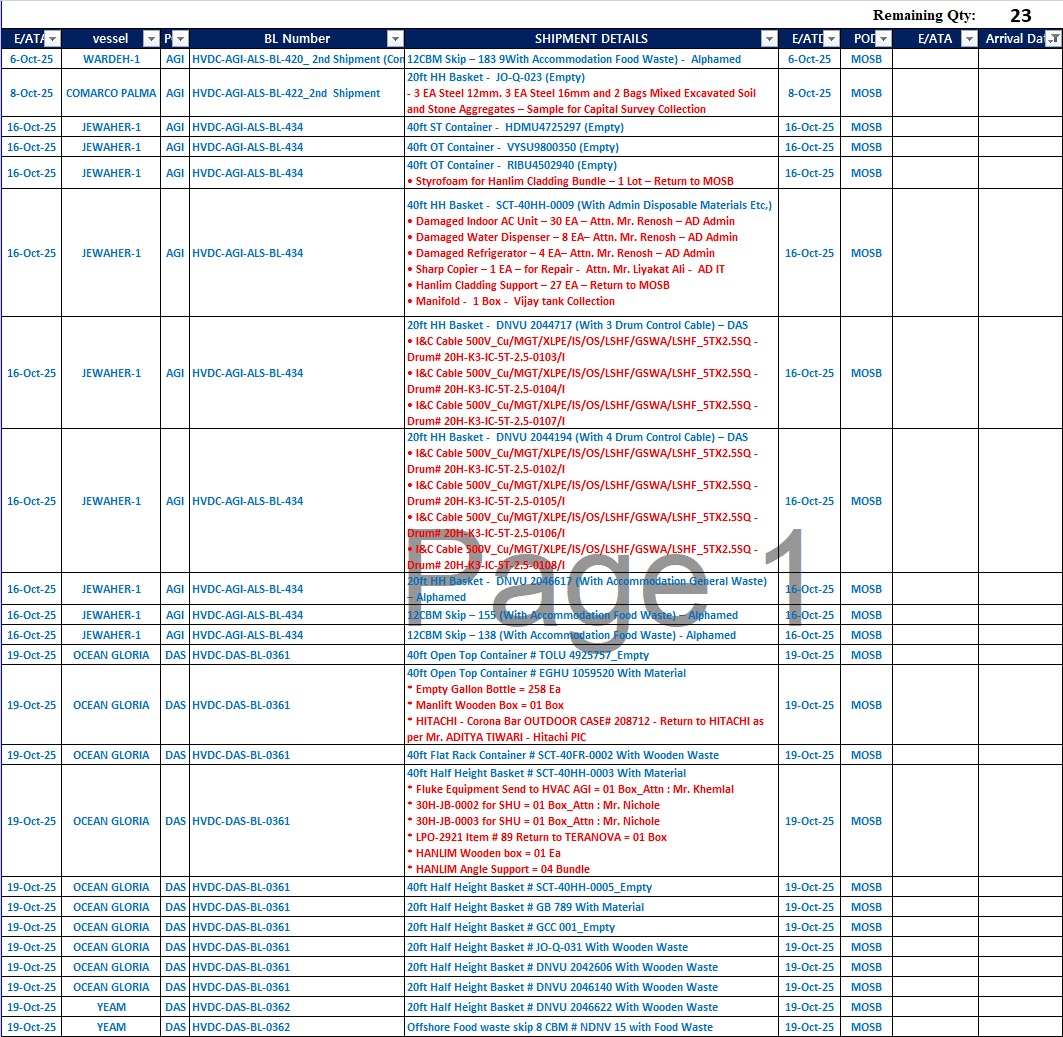 Remaining Qty: 23
E/ATA vessel BL Number SHIPMENT DETAILS E/ATD POD E/ATA Arrival Dat
6-Oct-25 WARDEH-1 AGI HVDC-AGI-ALS-BL-420_ 2nd Shipment (Con 12CBM Skip – 183 9With Accommodation Food Waste) - Alphamed 6-Oct-25 MOSB
20ft HH Basket - JO-Q-023 (Empty)
8-Oct-25 COMARCO PALMA AGI HVDC-AGI-ALS-BL-422_2nd Shipment - 3 EA Steel 12mm. 3 EA Steel 16mm and 2 Bags Mixed Excavated Soil 8-Oct-25 MOSB
and Stone Aggregates – Sample for Capital Survey Collection
16-Oct-25 JEWAHER-1 AGI HVDC-AGI-ALS-BL-434 40ft ST Container - HDMU4725297 (Empty) 16-Oct-25 MOSB
16-Oct-25 JEWAHER-1 AGI HVDC-AGI-ALS-BL-434 40ft OT Container - VYSU9800350 (Empty) 16-Oct-25 MOSB
16-Oct-25 JEWAHER-1 AGI HVDC-AGI-ALS-BL-434 40ft OT Container - RIBU4502940 (Empty) 16-Oct-25 MOSB
• Styrofoam for Hanlim Cladding Bundle – 1 Lot – Return to MOSB
40ft HH Basket - SCT-40HH-0009 (With Admin Disposable Materials Etc,)
• Damaged Indoor AC Unit – 30 EA – Attn. Mr. Renosh – AD Admin
• Damaged Water Dispenser – 8 EA– Attn. Mr. Renosh – AD Admin
16-Oct-25 JEWAHER-1 AGI HVDC-AGI-ALS-BL-434 • Damaged Refrigerator – 4 EA– Attn. Mr. Renosh – AD Admin 16-Oct-25 MOSB
• Sharp Copier – 1 EA – for Repair - Attn. Mr. Liyakat Ali - AD IT
• Hanlim Cladding Support – 27 EA – Return to MOSB
• Manifold - 1 Box - Vijay tank Collection
20ft HH Basket - DNVU 2044717 (With 3 Drum Control Cable) – DAS
• I&C Cable 500V_Cu/MGT/XLPE/IS/OS/LSHF/GSWA/LSHF_5TX2.5SQ -
Drum# 20H-K3-IC-5T-2.5-0103/I
16-Oct-25 JEWAHER-1 AGI HVDC-AGI-ALS-BL-434 • I&C Cable 500V_Cu/MGT/XLPE/IS/OS/LSHF/GSWA/LSHF_5TX2.5SQ - 16-Oct-25 MOSB
Drum# 20H-K3-IC-5T-2.5-0104/I
• I&C Cable 500V_Cu/MGT/XLPE/IS/OS/LSHF/GSWA/LSHF_5TX2.5SQ -
Drum# 20H-K3-IC-5T-2.5-0107/I
20ft HH Basket - DNVU 2044194 (With 4 Drum Control Cable) – DAS
• I&C Cable 500V_Cu/MGT/XLPE/IS/OS/LSHF/GSWA/LSHF_5TX2.5SQ -
Drum# 20H-K3-IC-5T-2.5-0102/I
• I&C Cable 500V_Cu/MGT/XLPE/IS/OS/LSHF/GSWA/LSHF_5TX2.5SQ -
16-Oct-25 JEWAHER-1 AGI HVDC-AGI-ALS-BL-434 Drum# 20H-K3-IC-5T-2.5-0105/I 16-Oct-25 MOSB
• I&C Cable 500V_Cu/MGT/XLPE/IS/OS/LSHF/GSWA/LSHF_5TX2.5SQ -
Drum# 20H-K3-IC-5T-2.5-0106/I
• I&C Cable 500V_Cu/MGT/XLPE/IS/OS/LSHF/GSWA/LSHF_5TX2.5SQ -
Drum# 20H-K3-IC-5T-2.5-0108/I
Page 1
16-Oct-25 JEWAHER-1 AGI HVDC-AGI-ALS-BL-434 20ft HH Basket - DNVU 2046617 (With Accommodation General Waste) 16-Oct-25 MOSB
– Alphamed
16-Oct-25 JEWAHER-1 AGI HVDC-AGI-ALS-BL-434 12CBM Skip – 155 (With Accommodation Food Waste) – Alphamed 16-Oct-25 MOSB
16-Oct-25 JEWAHER-1 AGI HVDC-AGI-ALS-BL-434 12CBM Skip – 138 (With Accommodation Food Waste) - Alphamed 16-Oct-25 MOSB
19-Oct-25 OCEAN GLORIA DAS HVDC-DAS-BL-0361 40ft Open Top Container # TOLU 4925757_Empty 19-Oct-25 MOSB
40ft Open Top Container # EGHU 1059520 With Material
* Empty Gallon Bottle = 258 Ea
19-Oct-25 OCEAN GLORIA DAS HVDC-DAS-BL-0361 * Manlift Wooden Box = 01 Box 19-Oct-25 MOSB
* HITACHI - Corona Bar OUTDOOR CASE# 208712 - Return to HITACHI as
per Mr. ADITYA TIWARI - Hitachi PIC
19-Oct-25 OCEAN GLORIA DAS HVDC-DAS-BL-0361 40ft Flat Rack Container # SCT-40FR-0002 With Wooden Waste 19-Oct-25 MOSB
40ft Half Height Basket # SCT-40HH-0003 With Material
* Fluke Equipment Send to HVAC AGI = 01 Box_Attn : Mr. Khemlal
* 30H-JB-0002 for SHU = 01 Box_Attn : Mr. Nichole
19-Oct-25 OCEAN GLORIA DAS HVDC-DAS-BL-0361 * 30H-JB-0003 for SHU = 01 Box_Attn : Mr. Nichole 19-Oct-25 MOSB
* LPO-2921 Item # 89 Return to TERANOVA = 01 Box
* HANLIM Wooden box = 01 Ea
* HANLIM Angle Support = 04 Bundle
19-Oct-25 OCEAN GLORIA DAS HVDC-DAS-BL-0361 40ft Half Height Basket # SCT-40HH-0005_Empty 19-Oct-25 MOSB
19-Oct-25 OCEAN GLORIA DAS HVDC-DAS-BL-0361 20ft Half Height Basket # GB 789 With Material 19-Oct-25 MOSB
19-Oct-25 OCEAN GLORIA DAS HVDC-DAS-BL-0361 20ft Half Height Basket # GCC 001_Empty 19-Oct-25 MOSB
19-Oct-25 OCEAN GLORIA DAS HVDC-DAS-BL-0361 20ft Half Height Basket # JO-Q-031 With Wooden Waste 19-Oct-25 MOSB
19-Oct-25 OCEAN GLORIA DAS HVDC-DAS-BL-0361 20ft Half Height Basket # DNVU 2042606 With Wooden Waste 19-Oct-25 MOSB
19-Oct-25 OCEAN GLORIA DAS HVDC-DAS-BL-0361 20ft Half Height Basket # DNVU 2046140 With Wooden Waste 19-Oct-25 MOSB
19-Oct-25 YEAM DAS HVDC-DAS-BL-0362 20ft Half Height Basket # DNVU 2046622 With Wooden Waste 19-Oct-25 MOSB
19-Oct-25 YEAM DAS HVDC-DAS-BL-0362 Offshore Food waste skip 8 CBM # NDNV 15 with Food Waste 19-Oct-25 MOSB